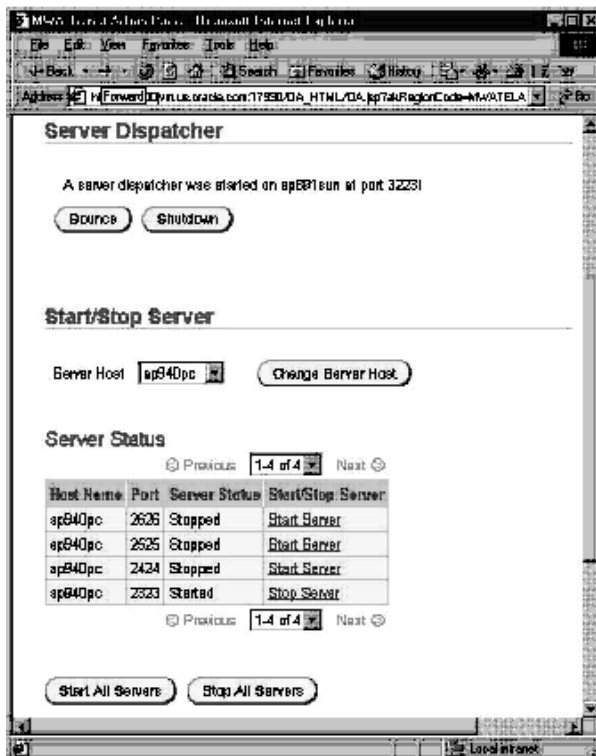 File Edit View Favorites Tools Help
Back Search Favorites History
Address Forward Go
Server Dispatcher
A server dispatcher was started on ap691sun at port 3223!
Bounce Shutdown
Start/Stop Server
Server Host ap940pc Change Server Host
Server Status
Previous 1-4 of 4 Next
Host Name Port Server Status Start/Stop Server
ap940pc 2626 Stopped Start Server
ap940pc 2525 Stopped Start Server
ap940pc 2424 Stopped Start Server
ap940pc 2323 Started Stop Server
Previous 1-4 of 4 Next
Start All Servers Stop All Servers
Local intranet